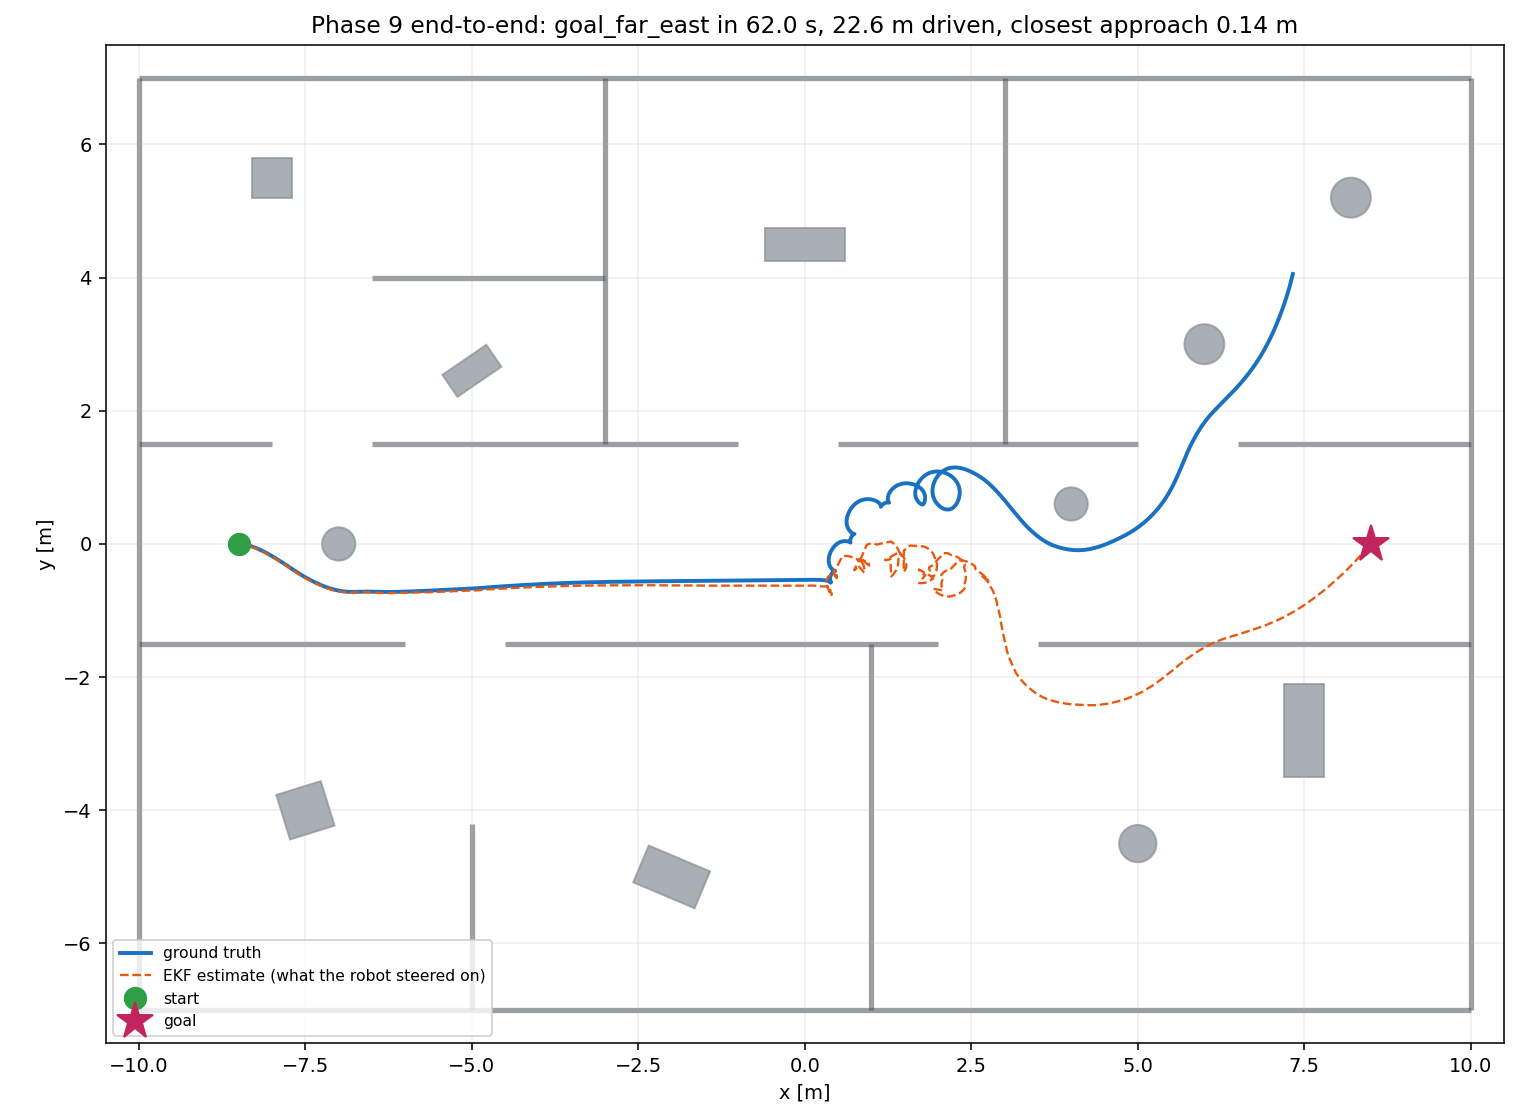 Phase 9 end-to-end: goal_far_east in 62.0 s, 22.6 m driven, closest approach 0.14 m
y [m]
6
4
2
0
−2
−4
−6
ground truth
EKF estimate (what the robot steered on)
start
goal
−10.0 −7.5 −5.0 −2.5 0.0 2.5 5.0 7.5 10.0
x [m]